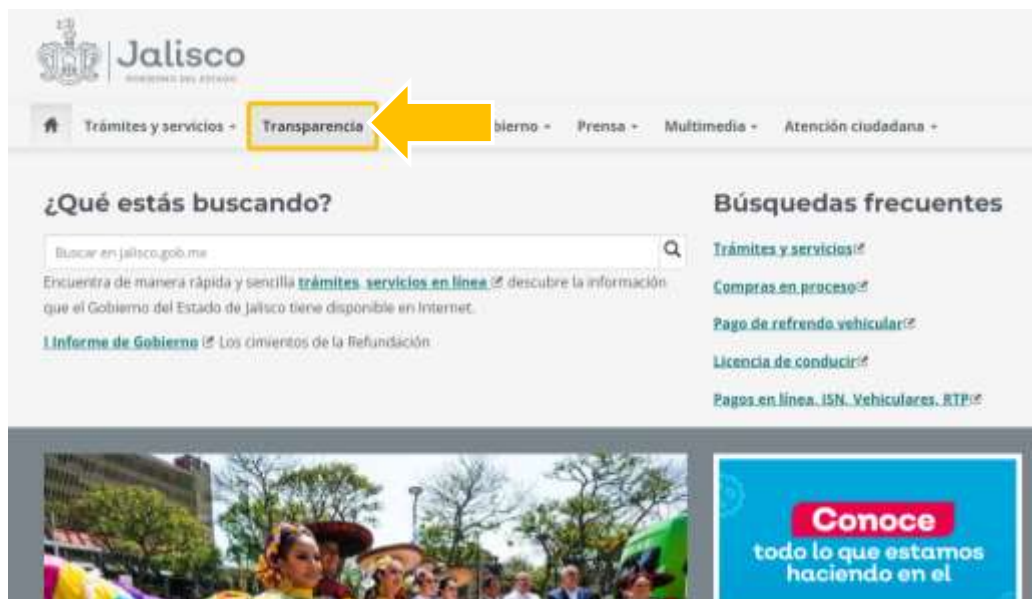 Jalisco
GOBIERNO DEL ESTADO
Trámites y servicios Transparencia bierno Prensa Multimedia Atención ciudadana
¿Qué estás buscando?
Buscar en jalisco.gob.mx
Encuentra de manera rápida y sencilla trámites, servicios en línea descubre la información
que el Gobierno del Estado de Jalisco tiene disponible en Internet.
I Informe de Gobierno Los cimientos de la Refundación
Búsquedas frecuentes
Trámites y servicios
Compras en proceso
Pago de refrendo vehicular
Licencia de conducir
Pagos en línea, ISN, Vehiculares, RTP
Conoce
todo lo que estamos
haciendo en el